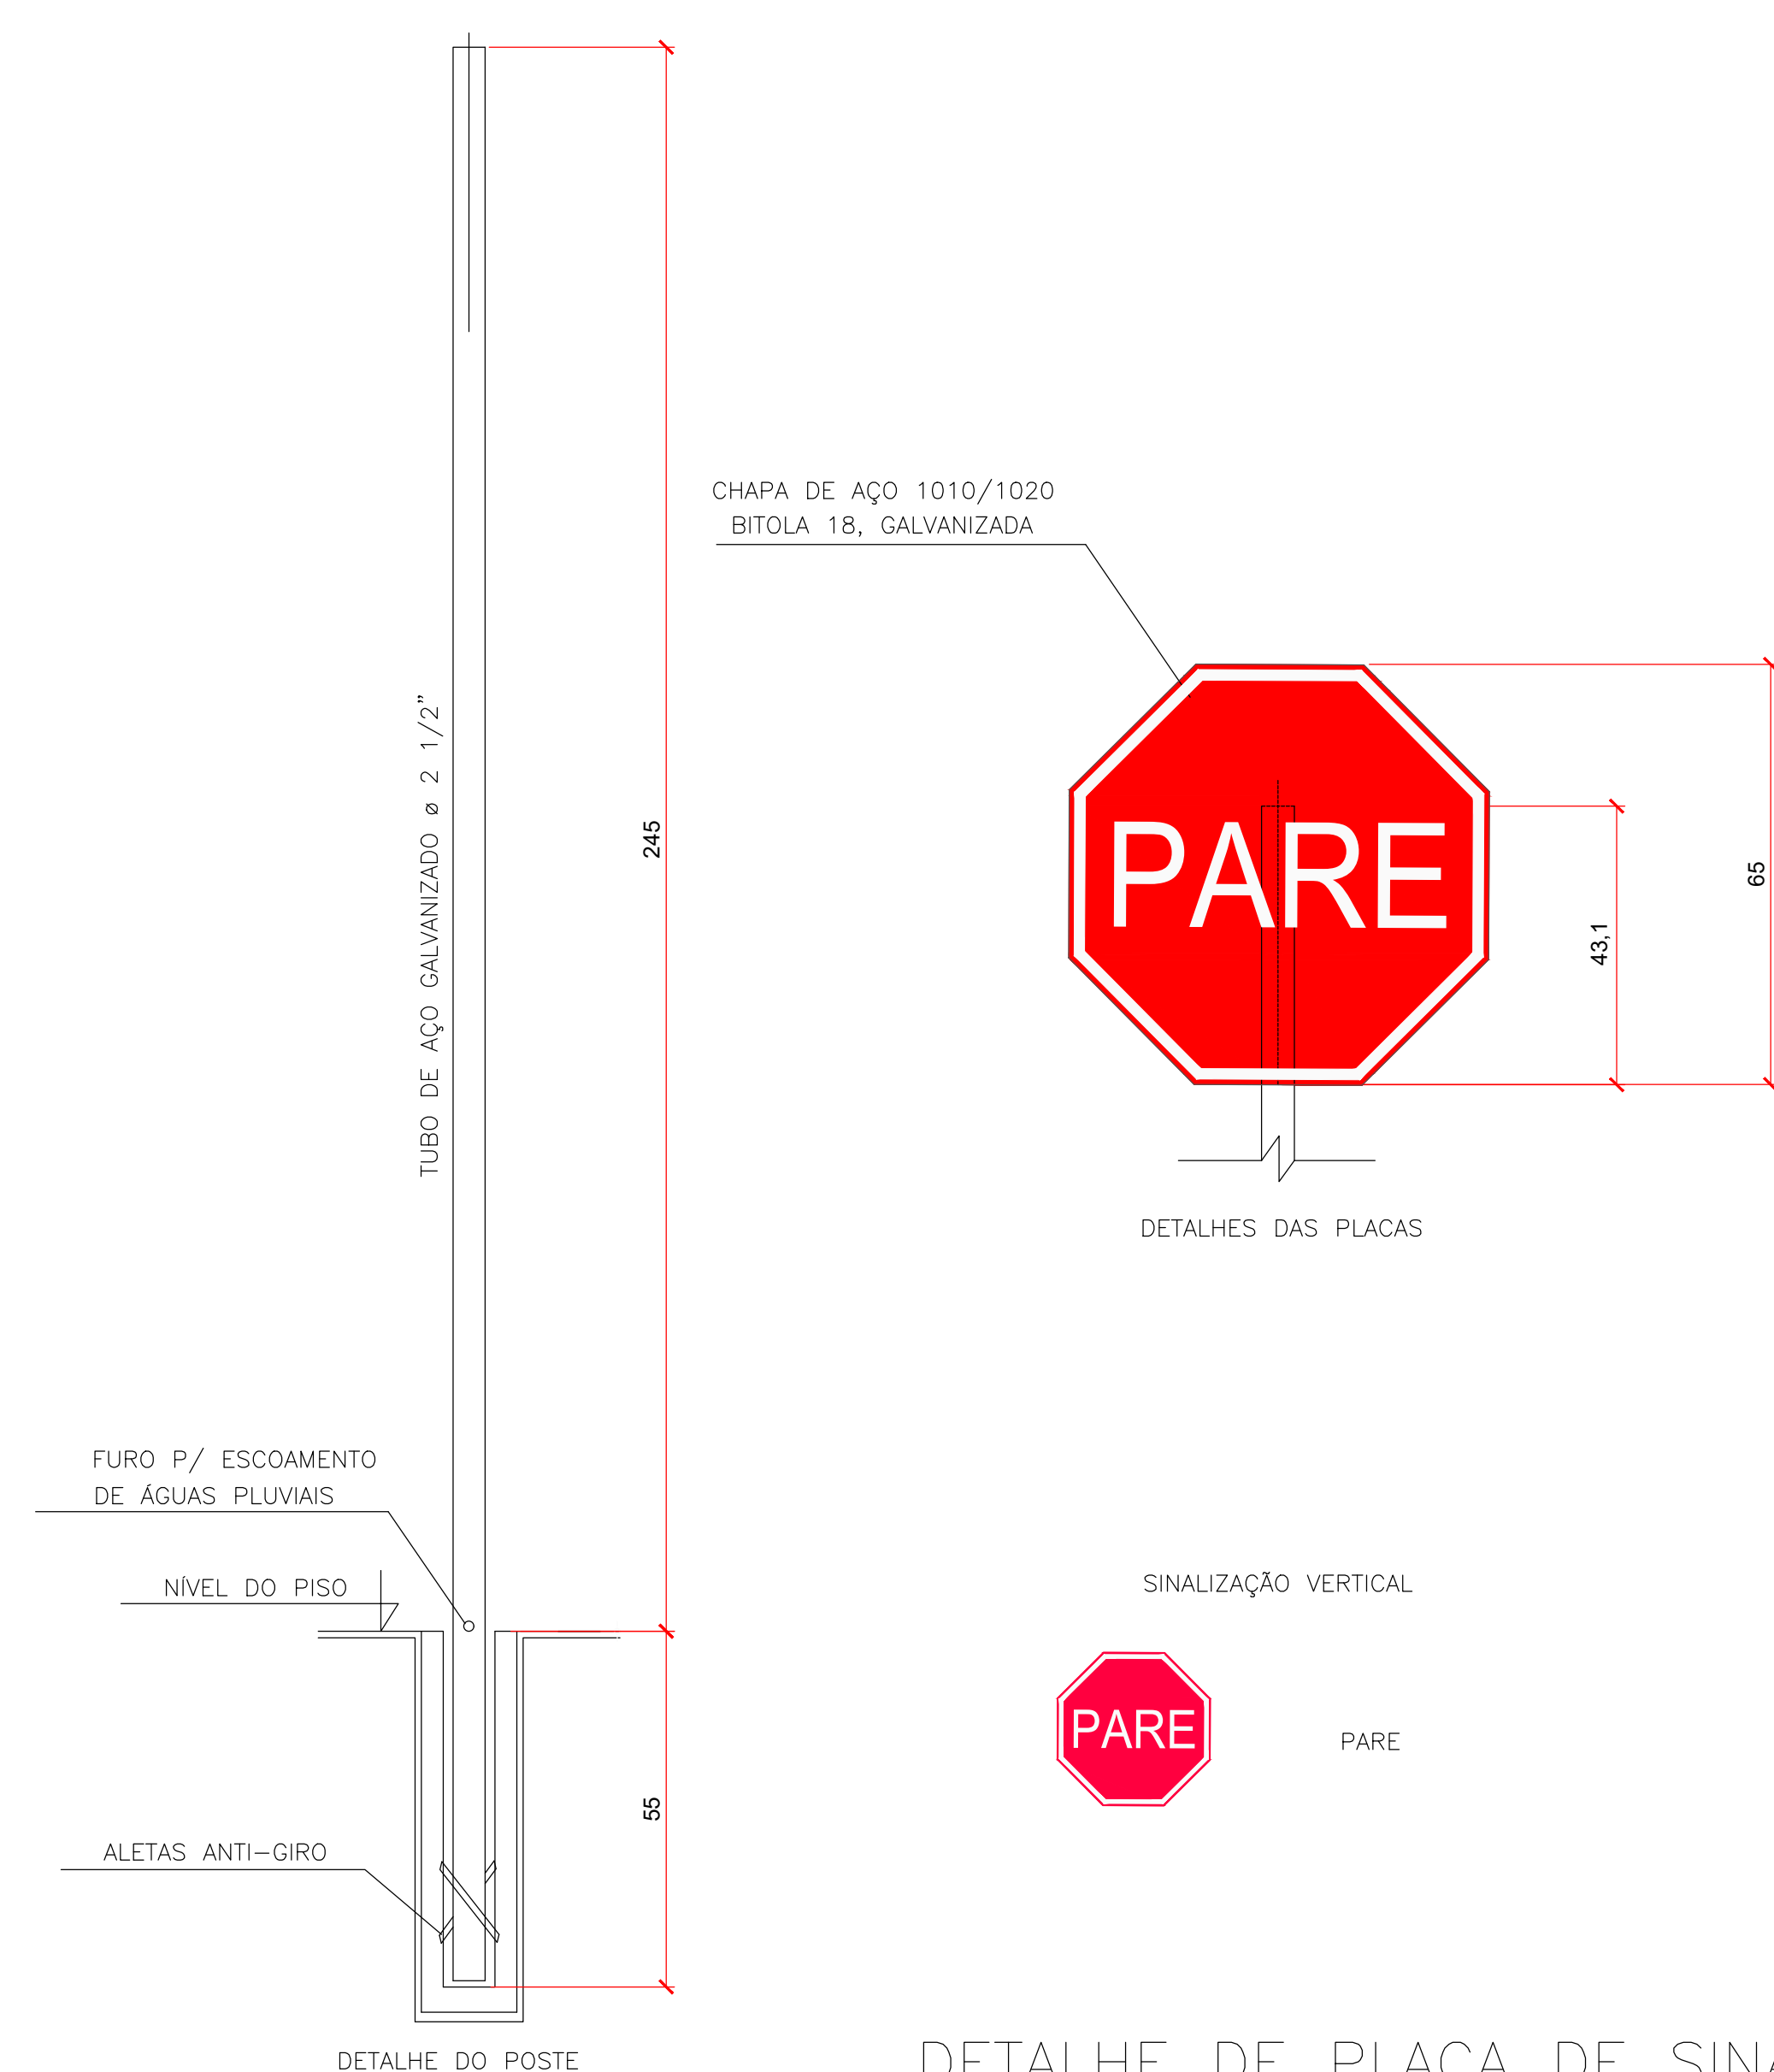 CHAPA DE AÇO 1010/1020
BITOLA 18, GALVANIZADA
TUBO DE AÇO GALVANIZADO ø 2 1/2"
245
PARE
65
43,1
DETALHES DAS PLACAS
FURO P/ ESCOAMENTO
DE ÁGUAS PLUVIAIS
NÍVEL DO PISO
SINALIZAÇÃO VERTICAL
PARE
PARE
55
ALETAS ANTI-GIRO
DETALHE DO POSTE
DETALHE DE PLACA DE SINA